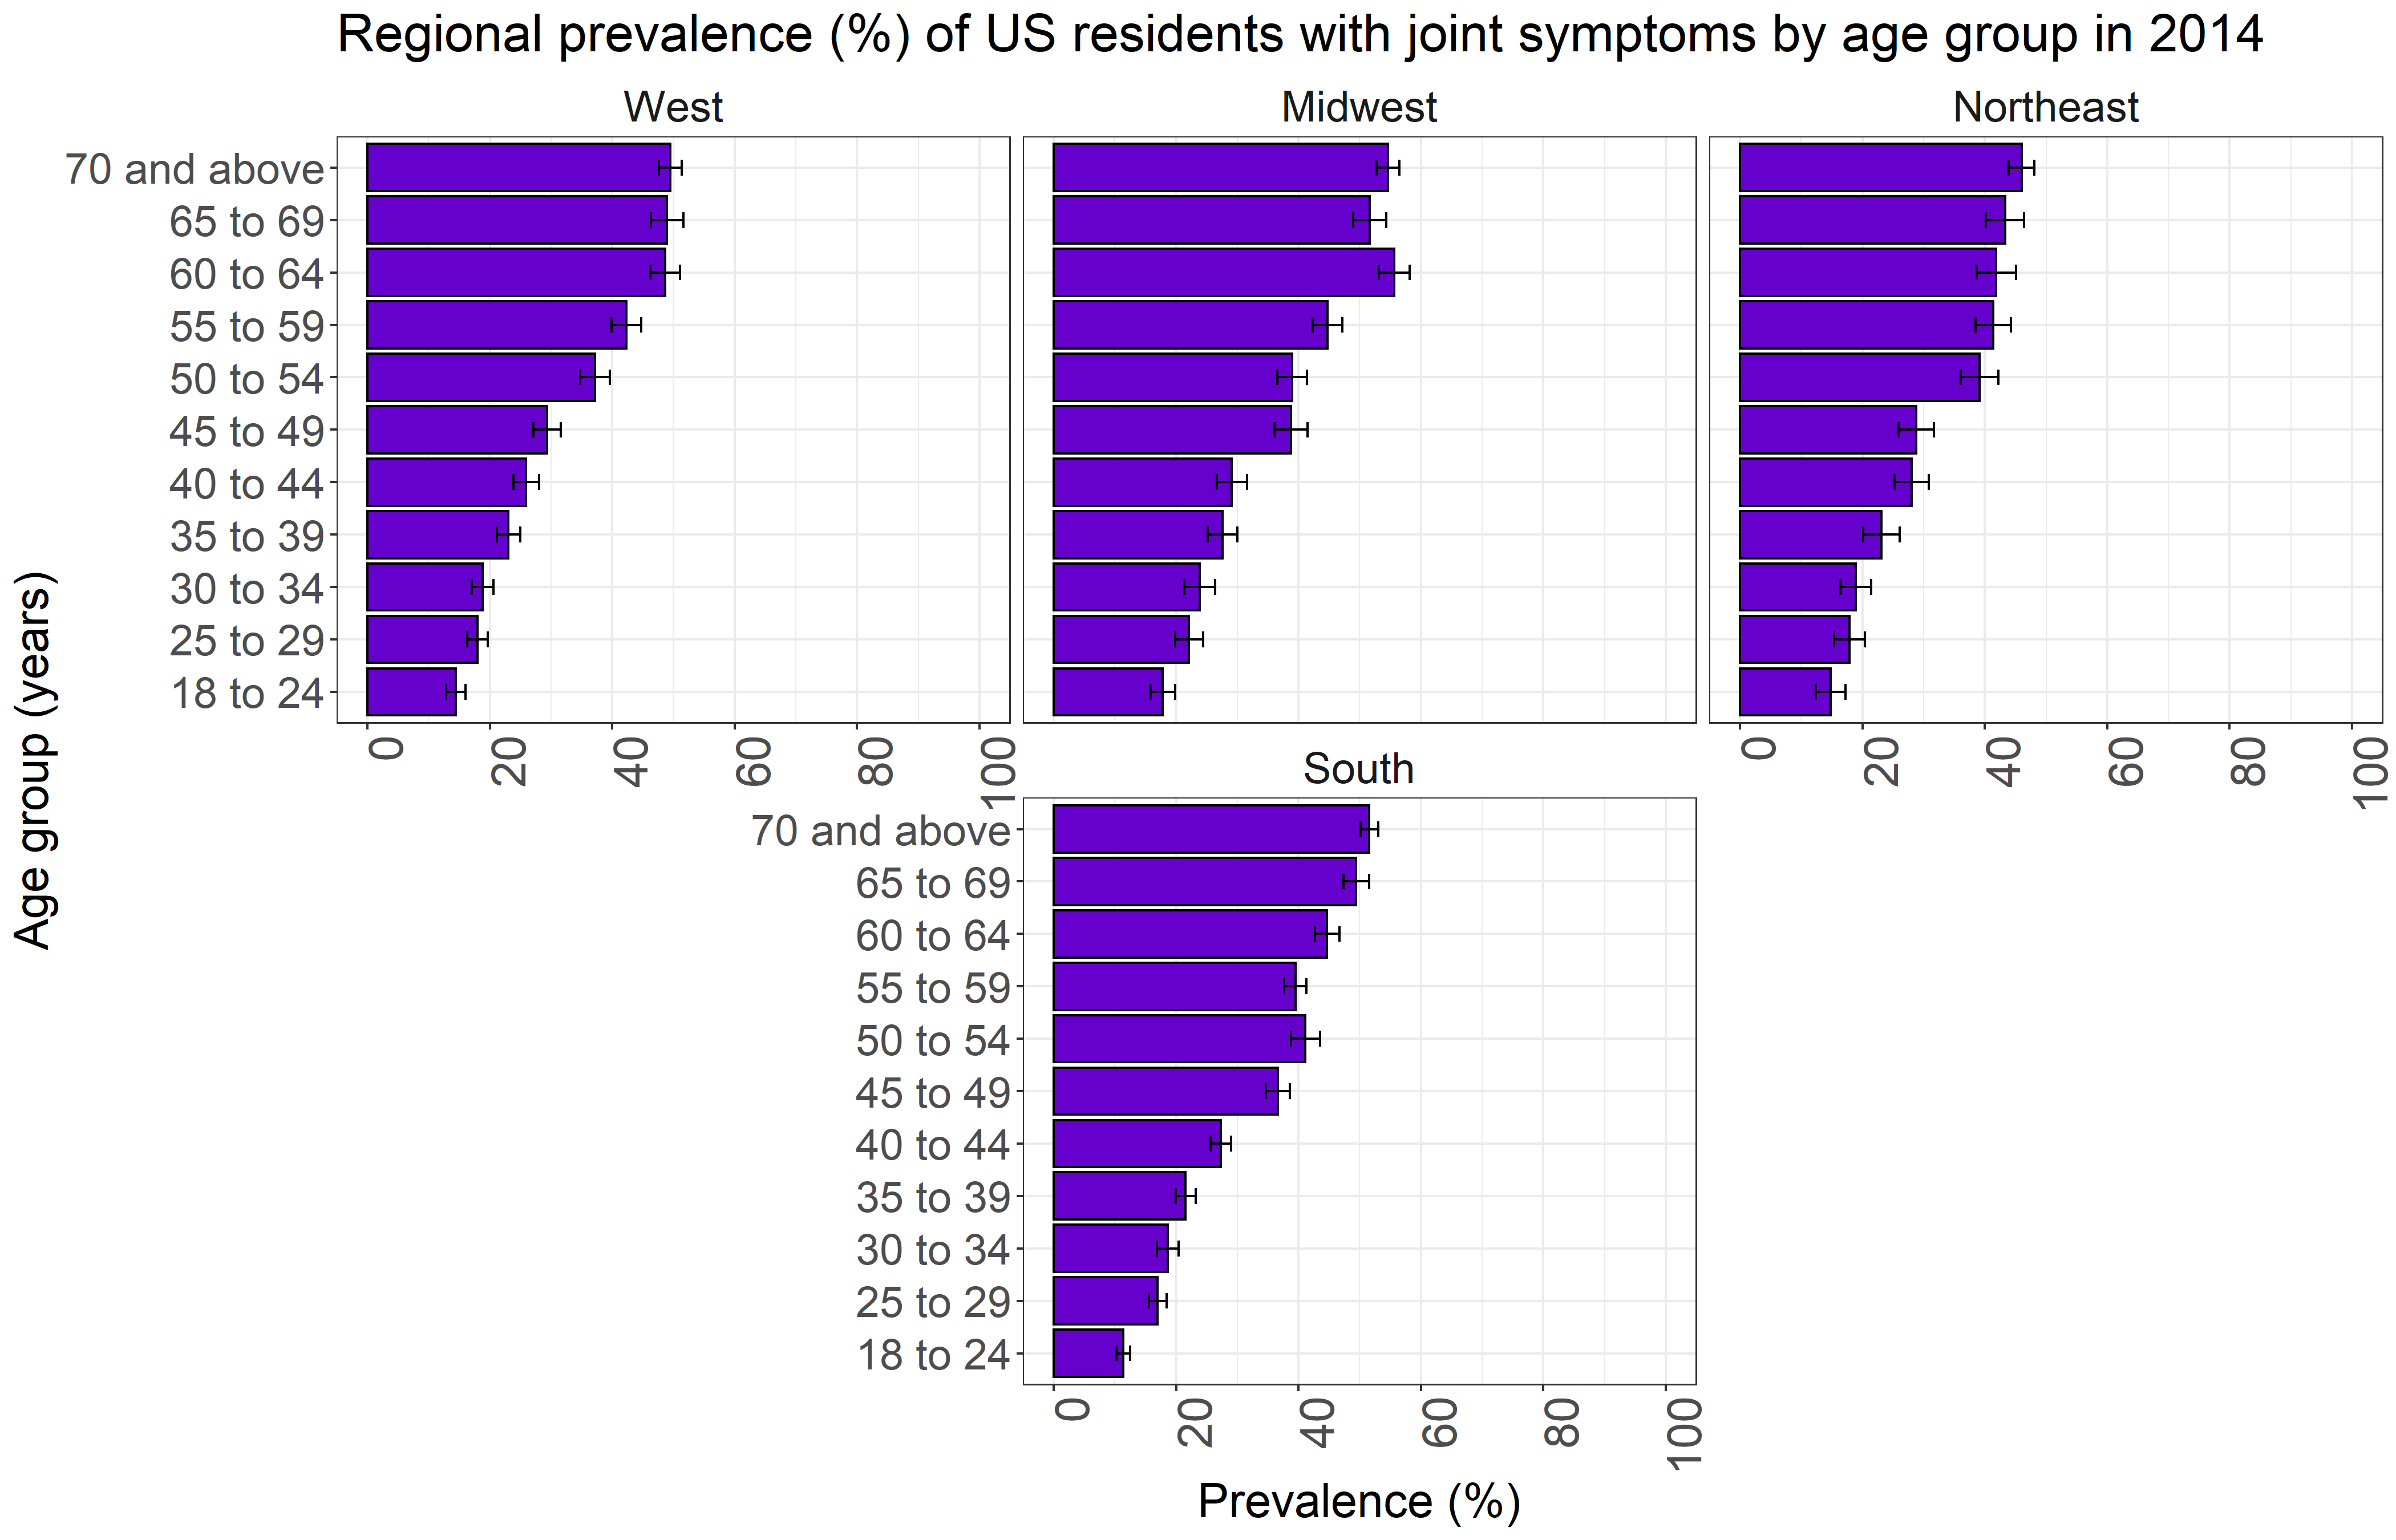 Regional prevalence (%) of US residents with joint symptoms by age group in 2014
West
Midwest
Northeast
70 and above
65 to 69
60 to 64
55 to 59
50 to 54
45 to 49
40 to 44
35 to 39
30 to 34
25 to 29
18 to 24
0 20 40 60 80 100
0 20 40 60 80 100
South
70 and above
65 to 69
60 to 64
55 to 59
50 to 54
45 to 49
40 to 44
35 to 39
30 to 34
25 to 29
18 to 24
0 20 40 60 80 100
Age group (years)
Prevalence (%)